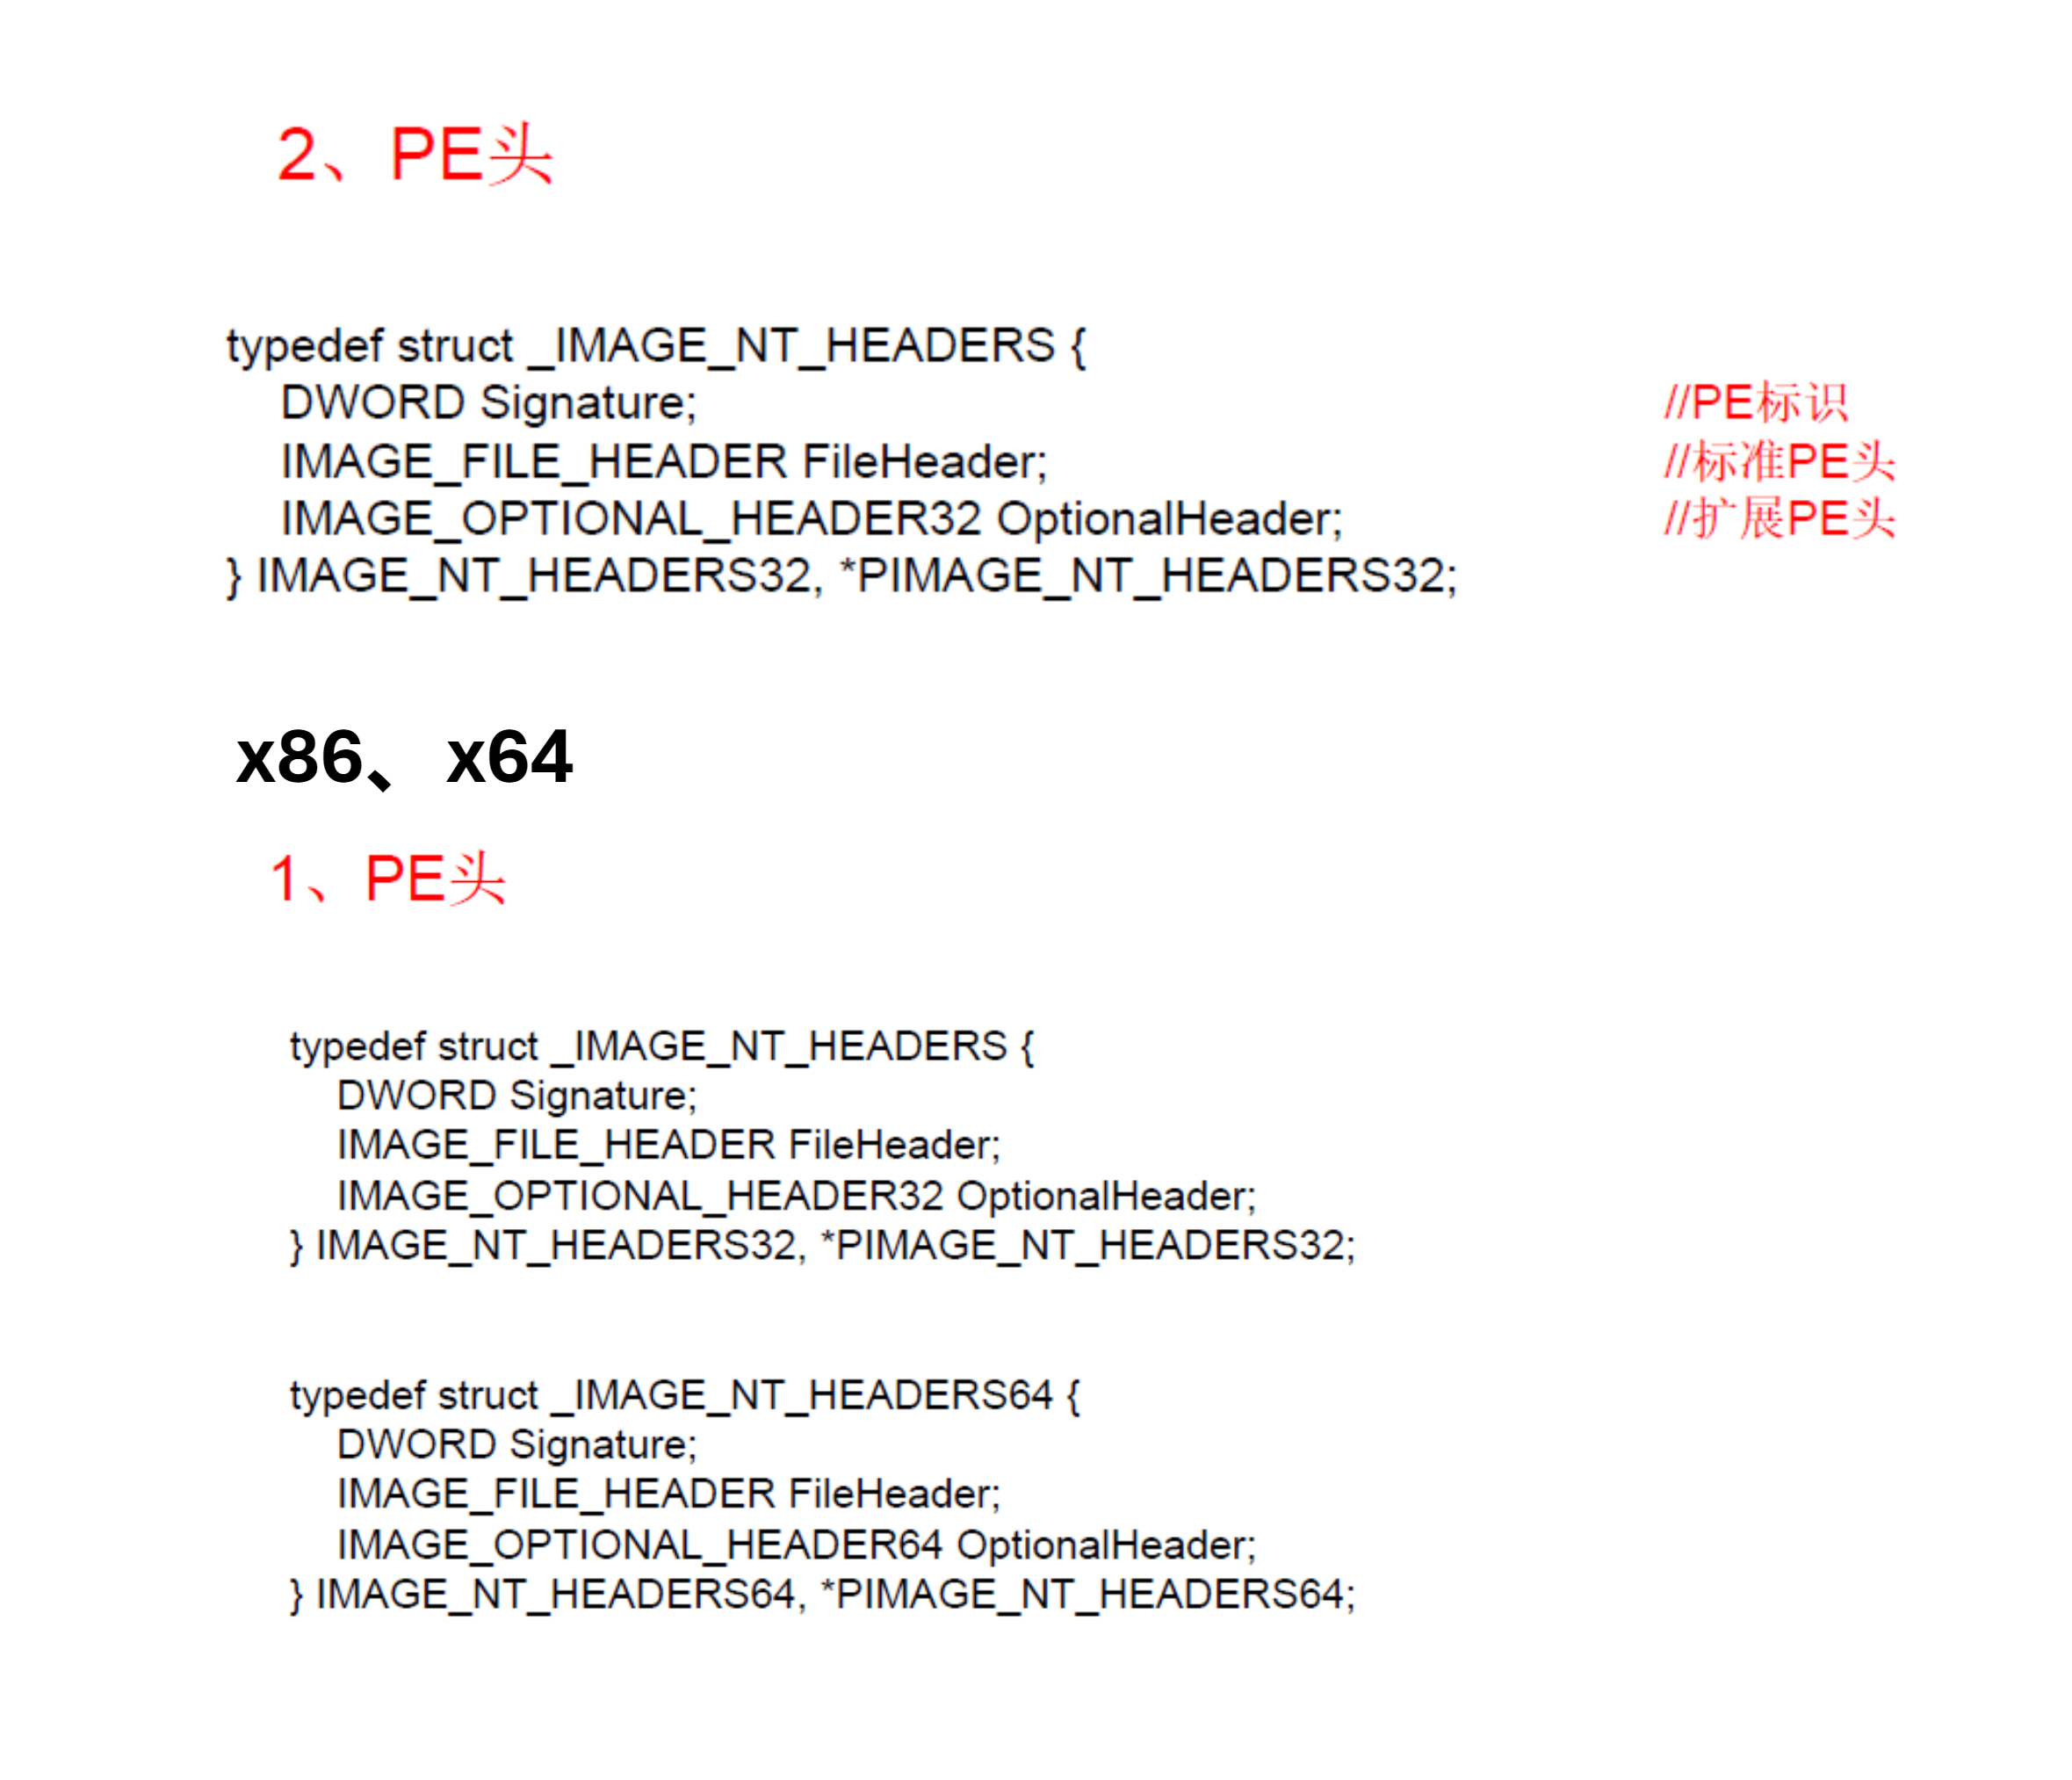 2、PE头
typedef struct _IMAGE_NT_HEADERS {
DWORD Signature; //PE标识
IMAGE_FILE_HEADER FileHeader; //标准PE头
IMAGE_OPTIONAL_HEADER32 OptionalHeader; //扩展PE头
} IMAGE_NT_HEADERS32, *PIMAGE_NT_HEADERS32;
x86、x64
1、PE头
typedef struct _IMAGE_NT_HEADERS {
DWORD Signature;
IMAGE_FILE_HEADER FileHeader;
IMAGE_OPTIONAL_HEADER32 OptionalHeader;
} IMAGE_NT_HEADERS32, *PIMAGE_NT_HEADERS32;
typedef struct _IMAGE_NT_HEADERS64 {
DWORD Signature;
IMAGE_FILE_HEADER FileHeader;
IMAGE_OPTIONAL_HEADER64 OptionalHeader;
} IMAGE_NT_HEADERS64, *PIMAGE_NT_HEADERS64;